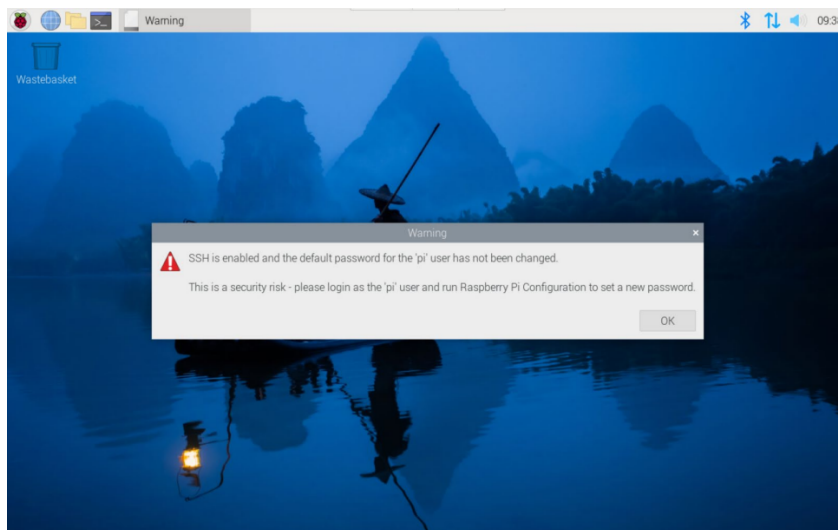 Warning
09:3
Wastebasket
Warning
SSH is enabled and the default password for the 'pi' user has not been changed.
This is a security risk - please login as the 'pi' user and run Raspberry Pi Configuration to set a new password.
OK